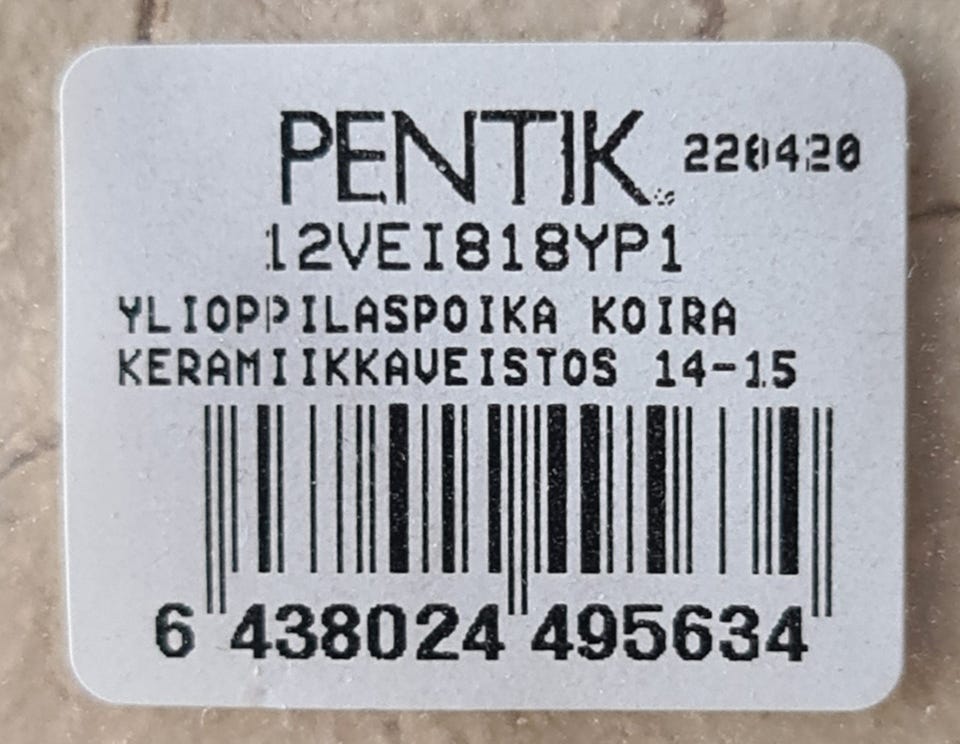 PENTIK® 220420
12VEI818YP1
YLIOPPILASPOIKA KOIRA
KERAMIIKKAVEISTOS 14-15
6 438024 495634